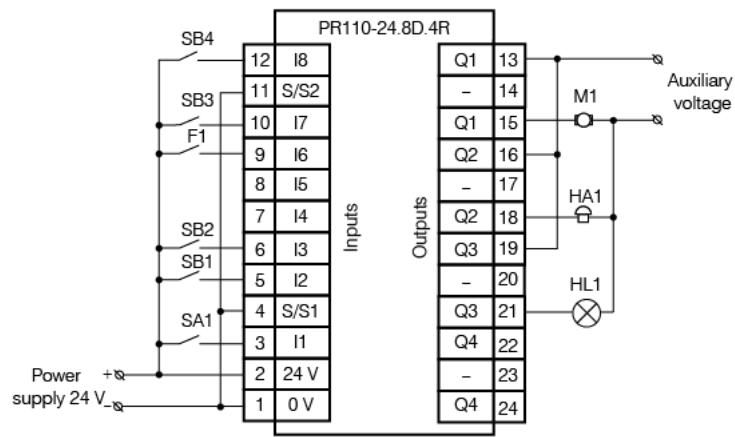 PR110-24.8D.4R
SB4
12 I8
Q1 13
11 S/S2
– 14
Auxiliary
voltage
SB3
10 I7
Q1 15
M1
F1
9 I6
Q2 16
8 I5
– 17
7 I4
Q2 18
HA1
Inputs
Outputs
SB2
6 I3
Q3 19
SB1
5 I2
– 20
4 S/S1
Q3 21
HL1
SA1
3 I1
Q4 22
Power
supply 24 V
+
–
2 24 V
– 23
1 0 V
Q4 24